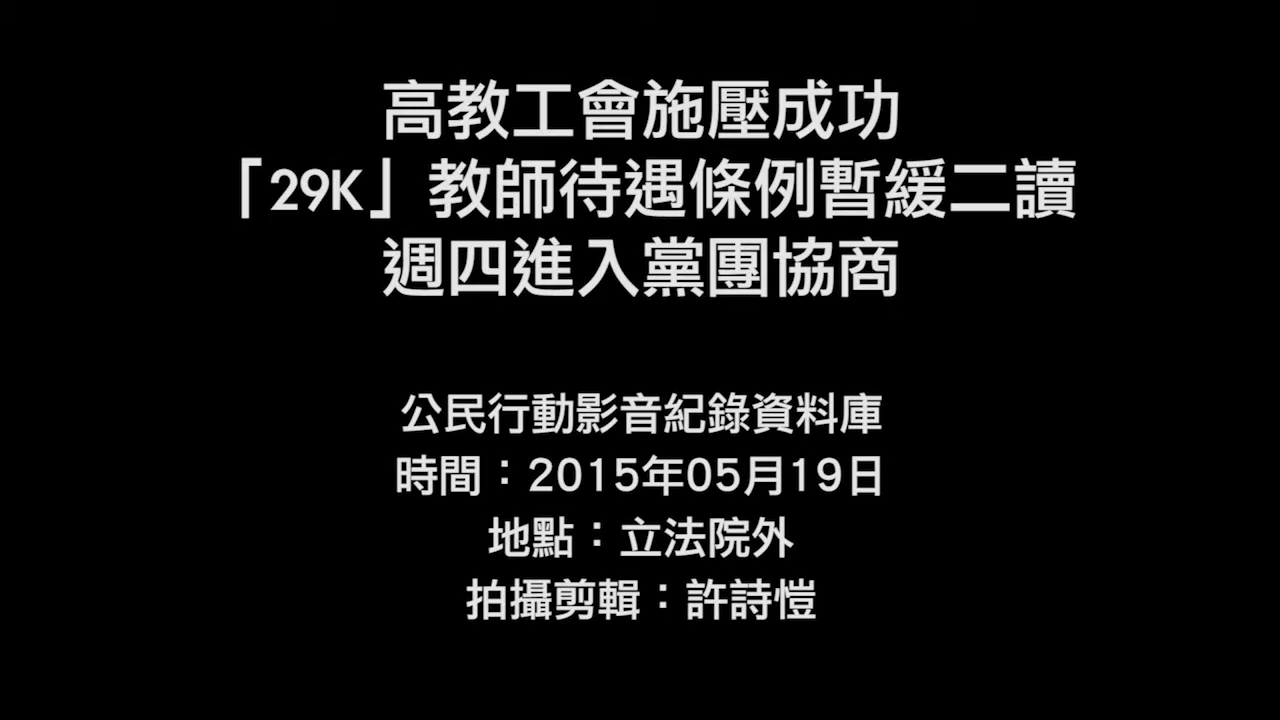 高教工會施壓成功
「29K」教師待遇條例暫緩二讀
週四進入黨團協商
公民行動影音紀錄資料庫
時間：2015年05月19日
地點：立法院外
拍攝剪輯：許詩愷